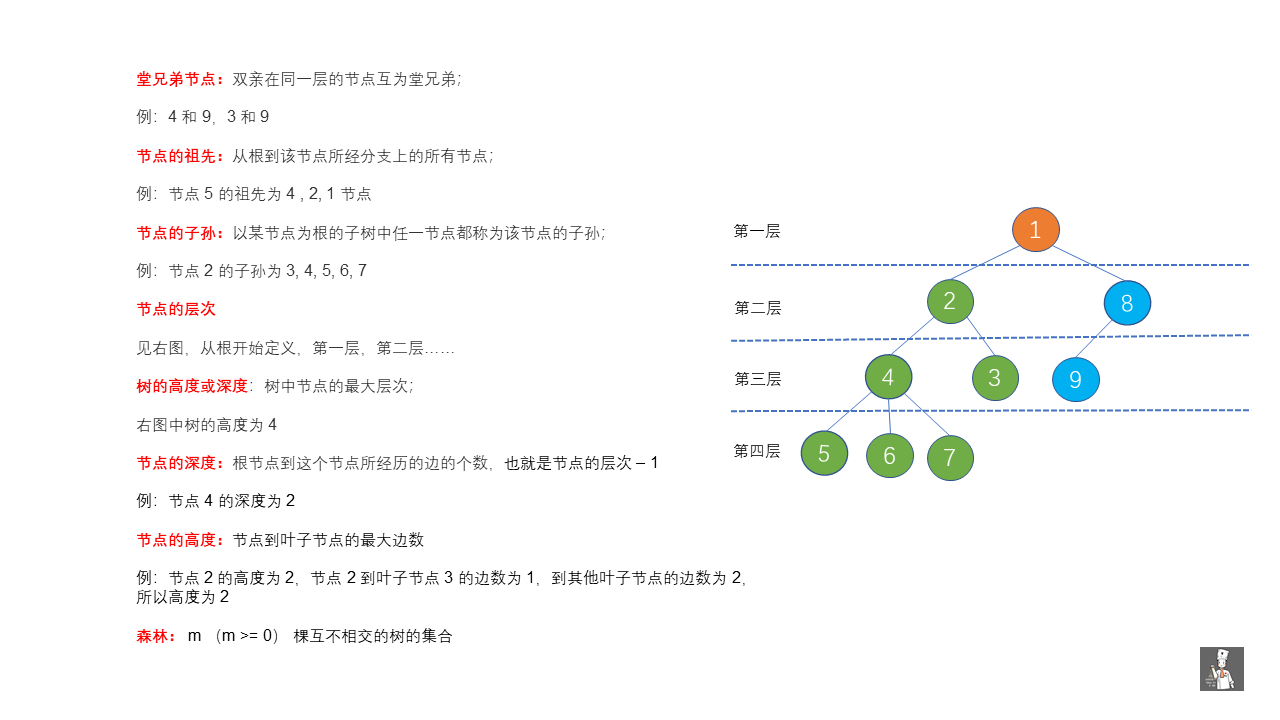 堂兄弟节点：双亲在同一层的节点互为堂兄弟；
例：4 和 9，3 和 9
节点的祖先：从根到该节点所经分支上的所有节点；
例：节点 5 的祖先为 4 , 2, 1 节点
节点的子孙：以某节点为根的子树中任一节点都称为该节点的子孙；
例：节点 2 的子孙为 3, 4, 5, 6, 7
节点的层次
见右图，从根开始定义，第一层，第二层……
树的高度或深度：树中节点的最大层次；
右图中树的高度为 4
节点的深度：根节点到这个节点所经历的边的个数，也就是节点的层次 – 1
例：节点 4 的深度为 2
节点的高度：节点到叶子节点的最大边数
例：节点 2 的高度为 2，节点 2 到叶子节点 3 的边数为 1，到其他叶子节点的边数为 2，
所以高度为 2
森林： m （m >= 0） 棵互不相交的树的集合
第一层 1
第二层 2 8
第三层 4 3 9
第四层 5 6 7